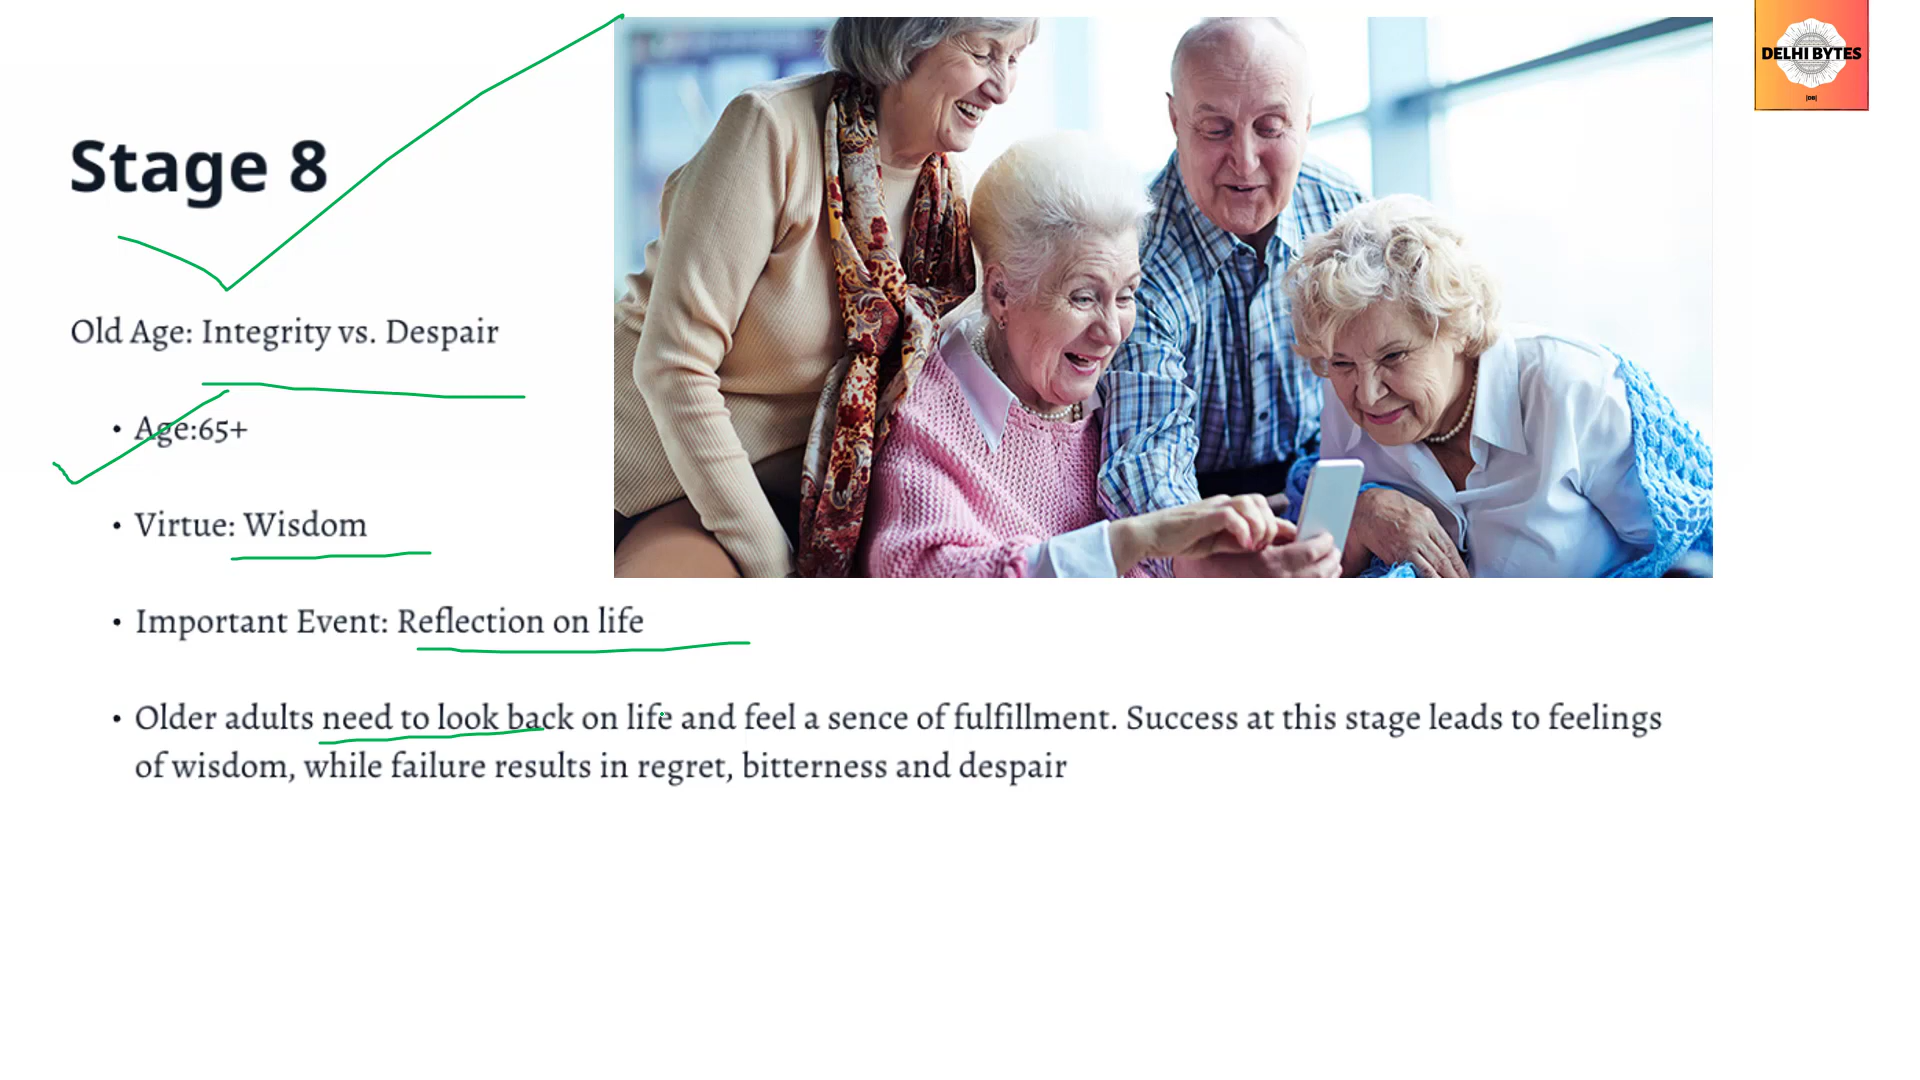 DELHI BYTES
|DB|
Stage 8
Old Age: Integrity vs. Despair
• Age:65+
• Virtue: Wisdom
• Important Event: Reflection on life
• Older adults need to look back on life and feel a sence of fulfillment. Success at this stage leads to feelings
of wisdom, while failure results in regret, bitterness and despair